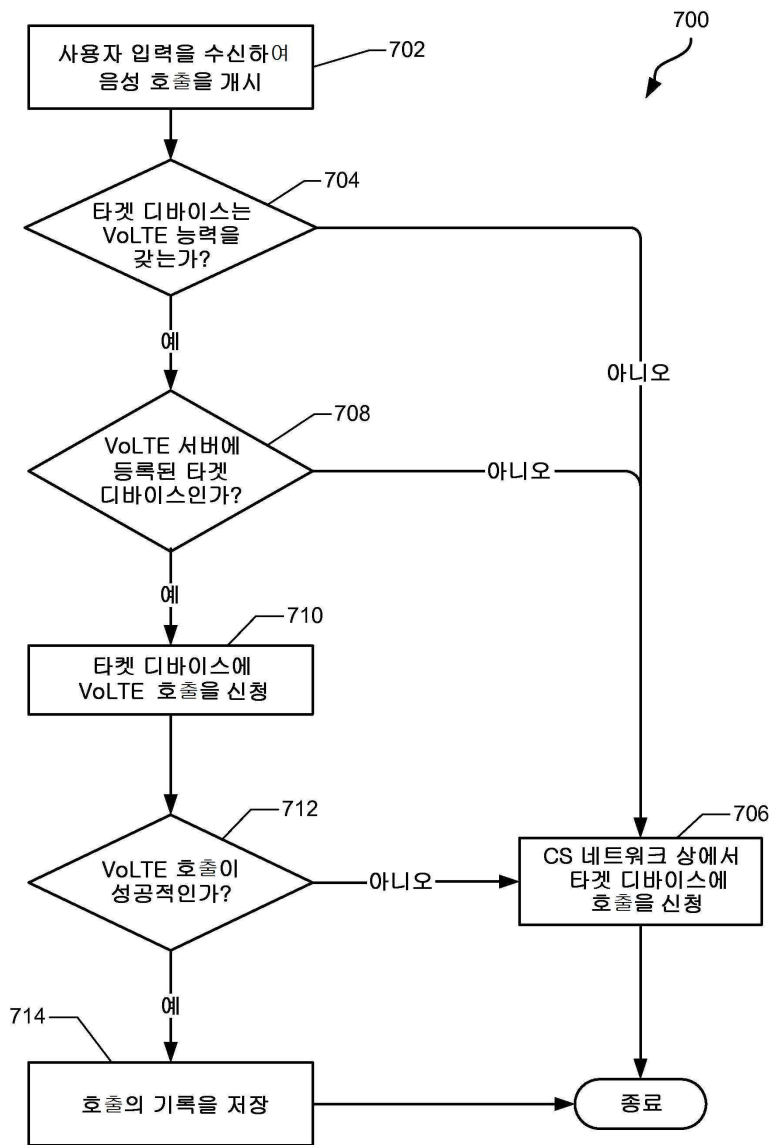 700
사용자 입력을 수신하여
음성 호출을 개시
702
704
타겟 디바이스는
VoLTE 능력을
갖는가?
예
아니오
708
VoLTE 서버에
등록된 타겟
디바이스인가?
아니오
예
710
타켓 디바이스에
VoLTE 호출을 신청
712
VoLTE 호출이
성공적인가?
아니오
706
CS 네트워크 상에서
타겟 디바이스에
호출을 신청
예
714
호출의 기록을 저장
종료